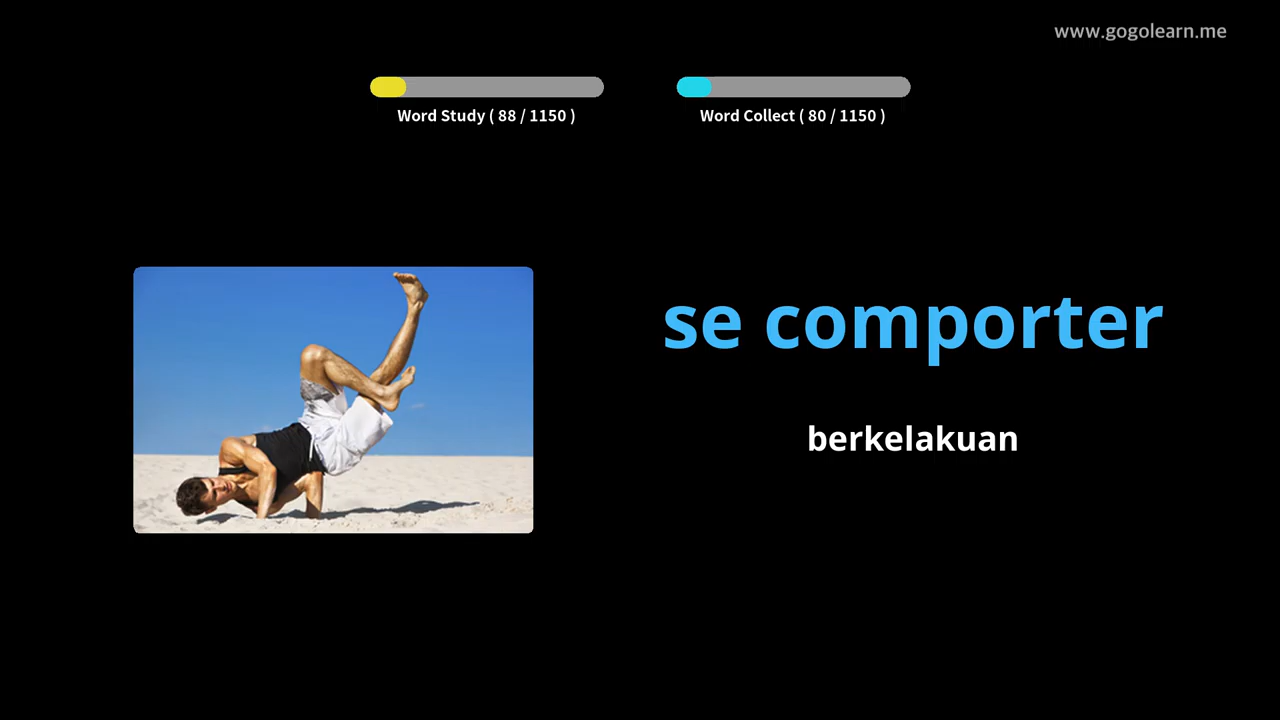 www.gogolearn.me
Word Study ( 88 / 1150 )
Word Collect ( 80 / 1150 )
se comporter
berkelakuan